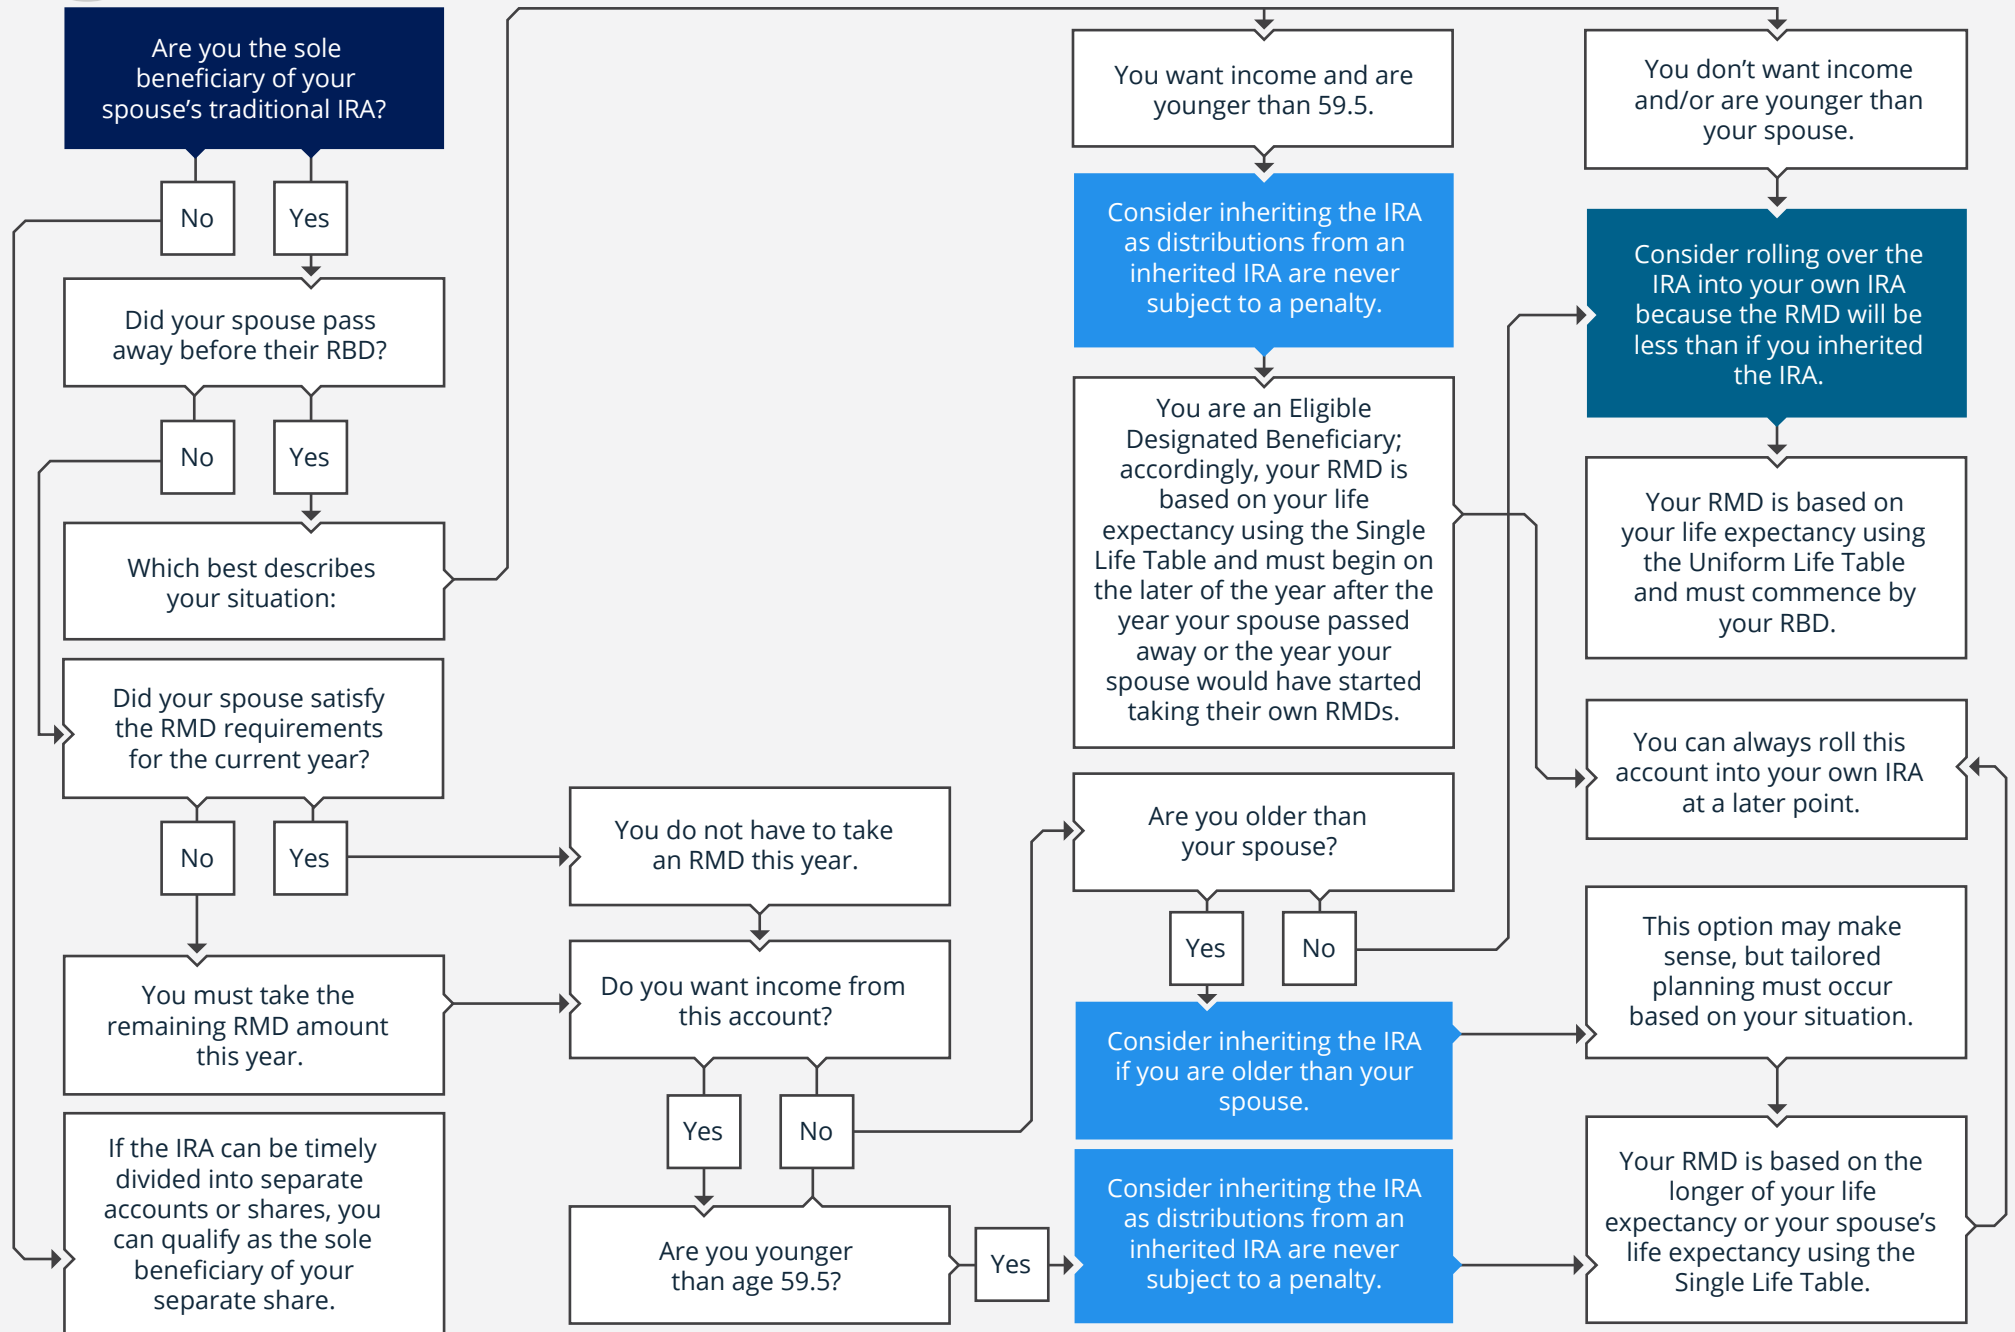 Are you the sole
beneficiary of your
spouse's traditional IRA?
No
Yes
Did your spouse pass
away before their RBD?
No
Yes
Which best describes
your situation:
Did your spouse satisfy
the RMD requirements
for the current year?
No
Yes
You must take the
remaining RMD amount
this year.
If the IRA can be timely
divided into separate
accounts or shares, you
can qualify as the sole
beneficiary of your
separate share.
You do not have to take
an RMD this year.
Do you want income from
this account?
Yes
No
Are you younger
than age 59.5?
Yes
You want income and are
younger than 59.5.
Consider inheriting the IRA
as distributions from an
inherited IRA are never
subject to a penalty.
You are an Eligible
Designated Beneficiary;
accordingly, your RMD is
based on your life
expectancy using the Single
Life Table and must begin on
the later of the year after the
year your spouse passed
away or the year your
spouse would have started
taking their own RMDs.
Are you older than
your spouse?
Yes
No
Consider inheriting the IRA
if you are older than your
spouse.
Consider inheriting the IRA
as distributions from an
inherited IRA are never
subject to a penalty.
You don't want income
and/or are younger than
your spouse.
Consider rolling over the
IRA into your own IRA
because the RMD will be
less than if you inherited
the IRA.
Your RMD is based on
your life expectancy using
the Uniform Life Table
and must commence by
your RBD.
You can always roll this
account into your own IRA
at a later point.
This option may make
sense, but tailored
planning must occur
based on your situation.
Your RMD is based on the
longer of your life
expectancy or your spouse's
life expectancy using the
Single Life Table.